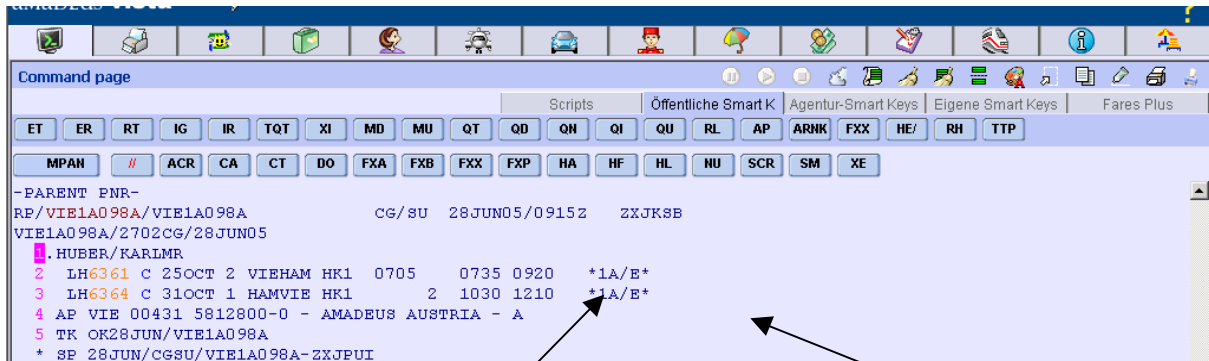 amadeus vista
?
Command page
Scripts Öffentliche Smart K Agentur-Smart Keys Eigene Smart Keys Fares Plus
ET ER RT IG IR TQT XI MD MU QT QD QN QI QU RL AP ARNK FXX HE/ RH TTP
MPAN // ACR CA CT DO FXA FXB FXX FXP HA HF HL NU SCR SM XE
-PARENT PNR-
RP/VIE1A098A/VIE1A098A CG/SU 28JUN05/0915Z ZXJKSB
VIE1A098A/2702CG/28JUN05
1.HUBER/KARLMR
2 LH6361 C 25OCT 2 VIEHAM HK1 0705 0735 0920 *1A/E*
3 LH6364 C 31OCT 1 HAMVIE HK1 2 1030 1210 *1A/E*
4 AP VIE 00431 5812800-0 - AMADEUS AUSTRIA - A
5 TK OK28JUN/VIE1A098A
* SP 28JUN/CGSU/VIE1A098A-ZXJPUI